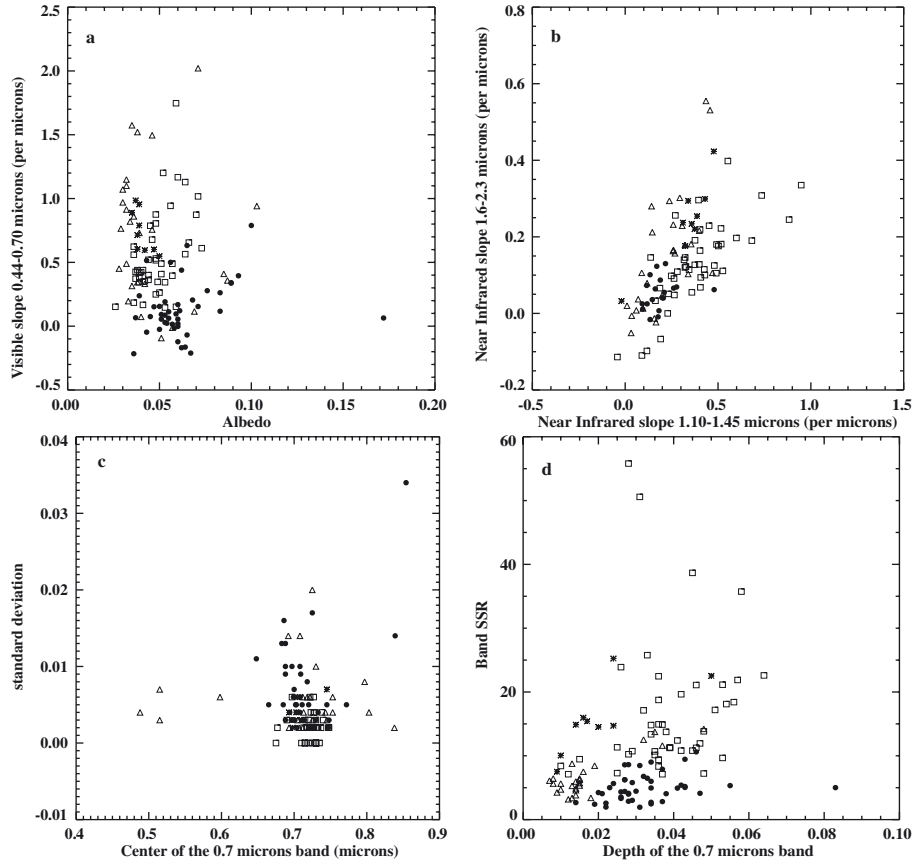 a
2.5
2.0
1.5
1.0
0.5
0.0
-0.5
Visible slope 0.44-0.70 microns (per microns)
0.00 0.05 0.10 0.15 0.20
Albedo
b
0.8
0.6
0.4
0.2
0.0
-0.2
Near Infrared slope 1.6-2.3 microns (per microns)
-0.5 0.0 0.5 1.0 1.5
Near Infrared slope 1.10-1.45 microns (per microns)
c
0.04
0.03
0.02
0.01
0.00
-0.01
standard deviation
0.4 0.5 0.6 0.7 0.8 0.9
Center of the 0.7 microns band (microns)
d
60
40
20
0
Band SSR
0.00 0.02 0.04 0.06 0.08 0.10
Depth of the 0.7 microns band